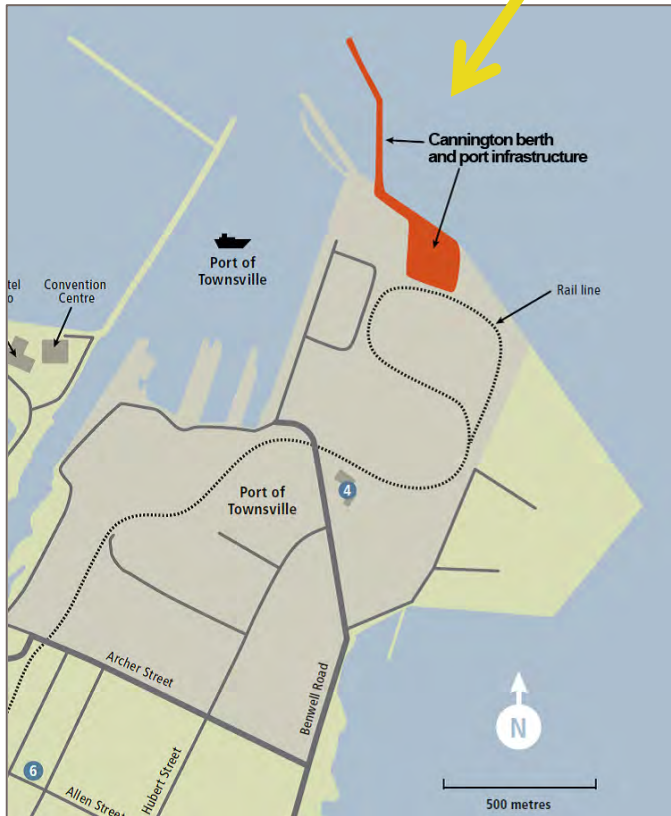 Cannington berth
and port infrastructure
Port of
Townsville
tel
o
Convention
Centre
Rail line
4
Port of
Townsville
Archer Street
Benwell Road
Hubert Street
Allen Street
6
N
500 metres